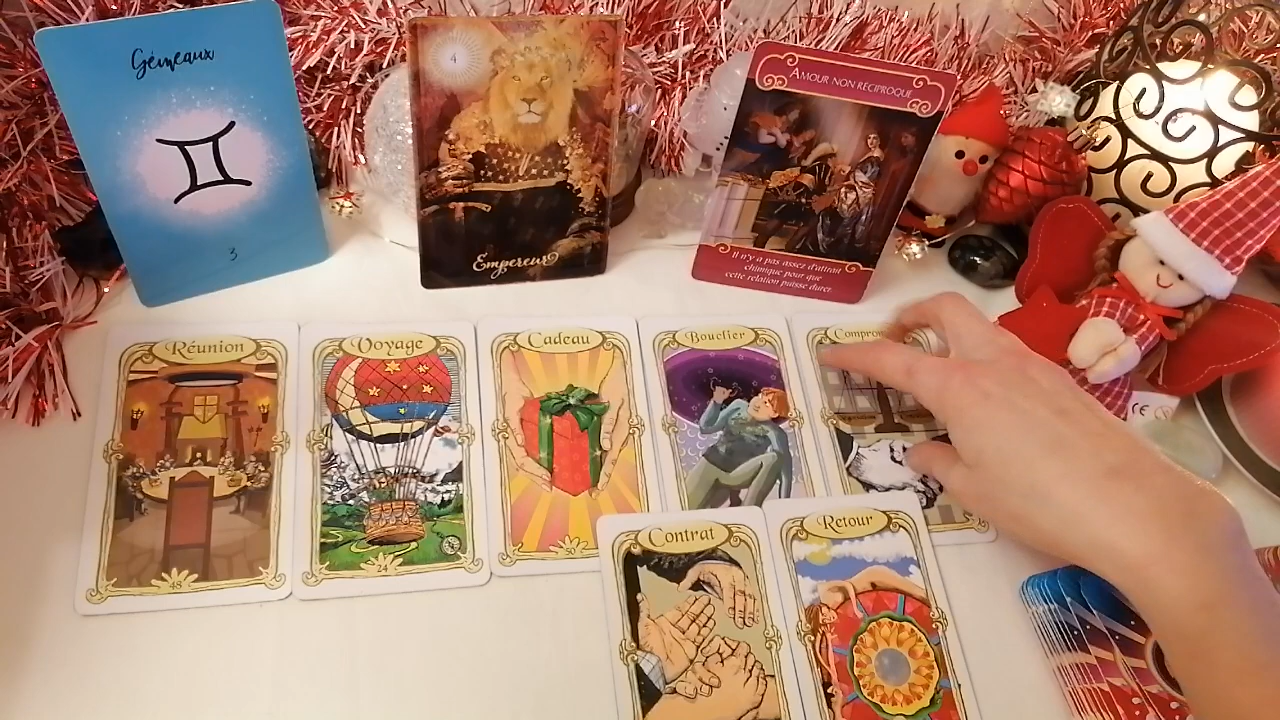 Gémeaux
3
4
Empereur
AMOUR NON RÉCIPROQUE
Il n'y a pas assez d'attrait
chimique pour que
cette relation puisse durer.
Réunion
48
Voyage
24
Cadeau
Bouclier
Contrat
Retour
CE